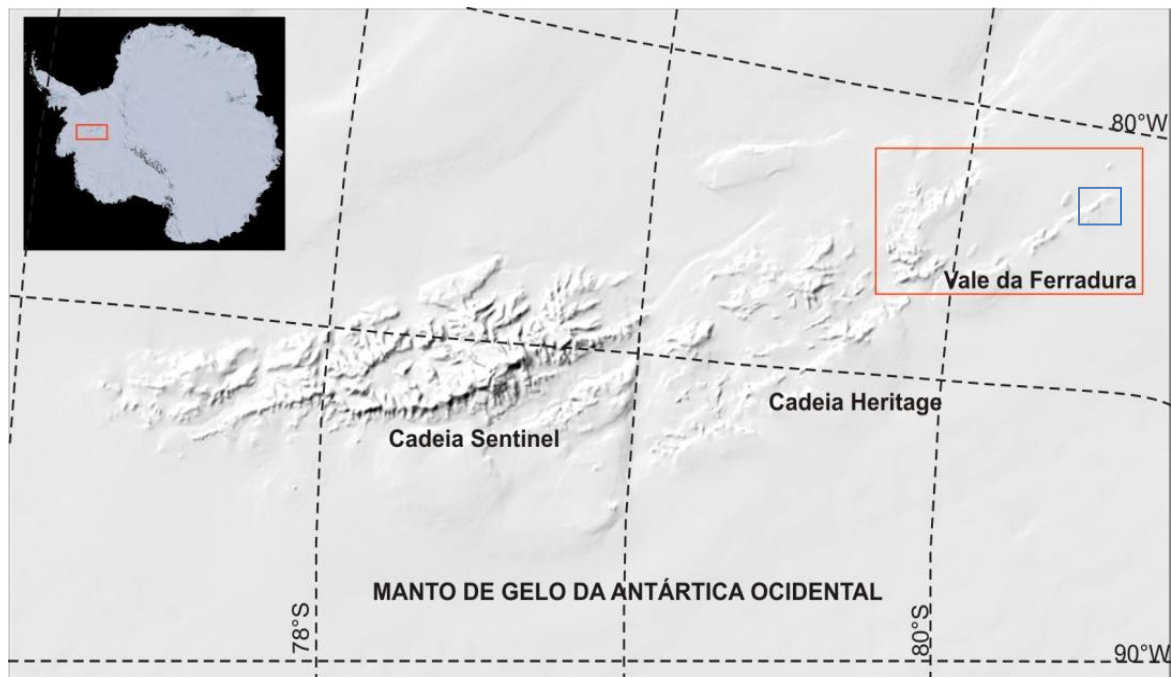 80°W
Vale da Ferradura
Cadeia Heritage
Cadeia Sentinel
MANTO DE GELO DA ANTÁRTICA OCIDENTAL
78°S
80°S
90°W